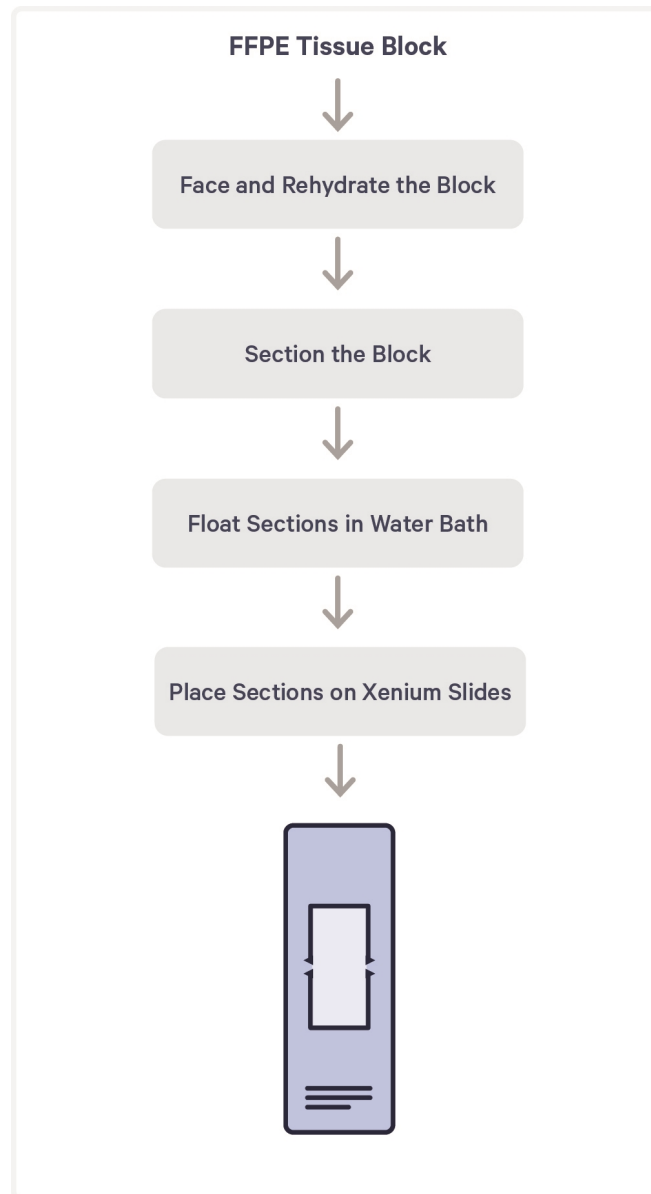 FFPE Tissue Block
Face and Rehydrate the Block
Section the Block
Float Sections in Water Bath
Place Sections on Xenium Slides